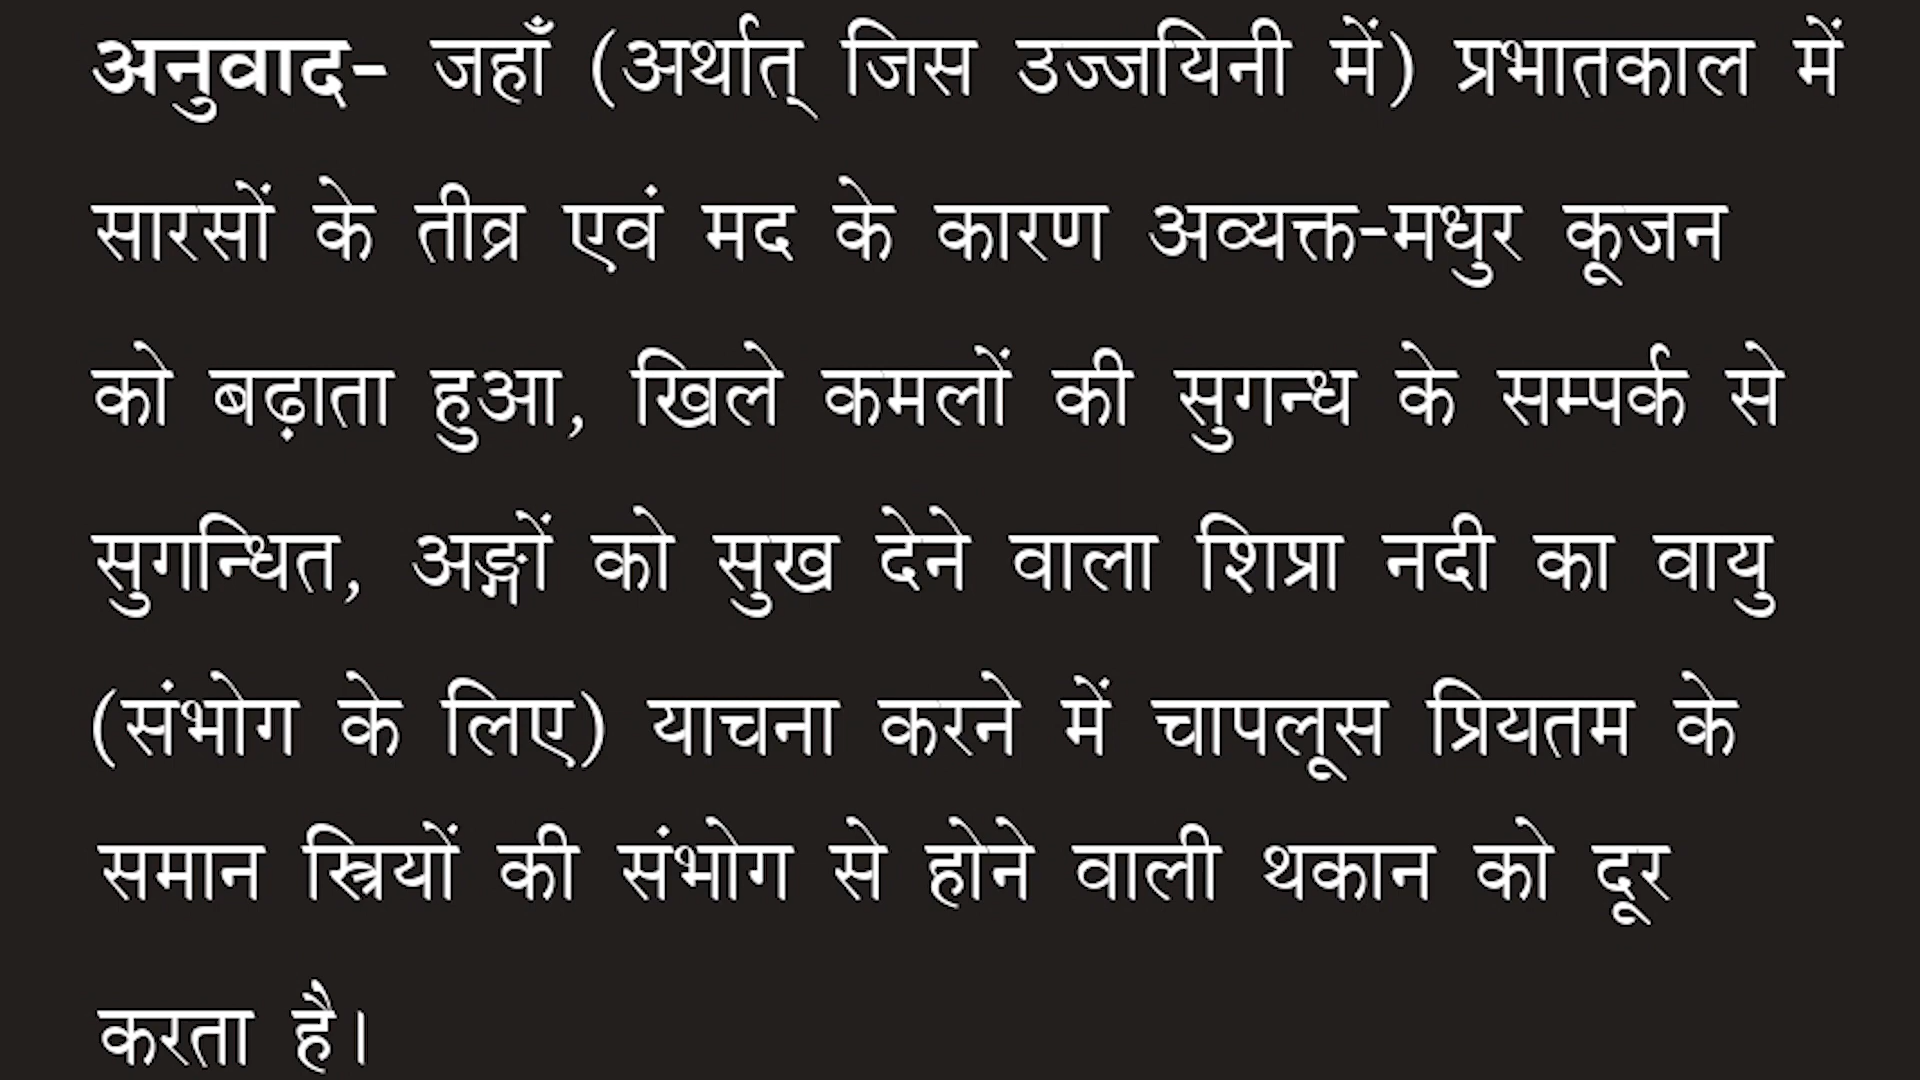 अनुवाद- जहाँ (अर्थात् जिस उज्जयिनी में) प्रभातकाल में
सारसों के तीव्र एवं मद के कारण अव्यक्त-मधुर कूजन
को बढ़ाता हुआ, खिले कमलों की सुगन्ध के सम्पर्क से
सुगन्धित, अङ्गों को सुख देने वाला शिप्रा नदी का वायु
(संभोग के लिए) याचना करने में चापलूस प्रियतम के
समान स्त्रियों की संभोग से होने वाली थकान को दूर
करता है।